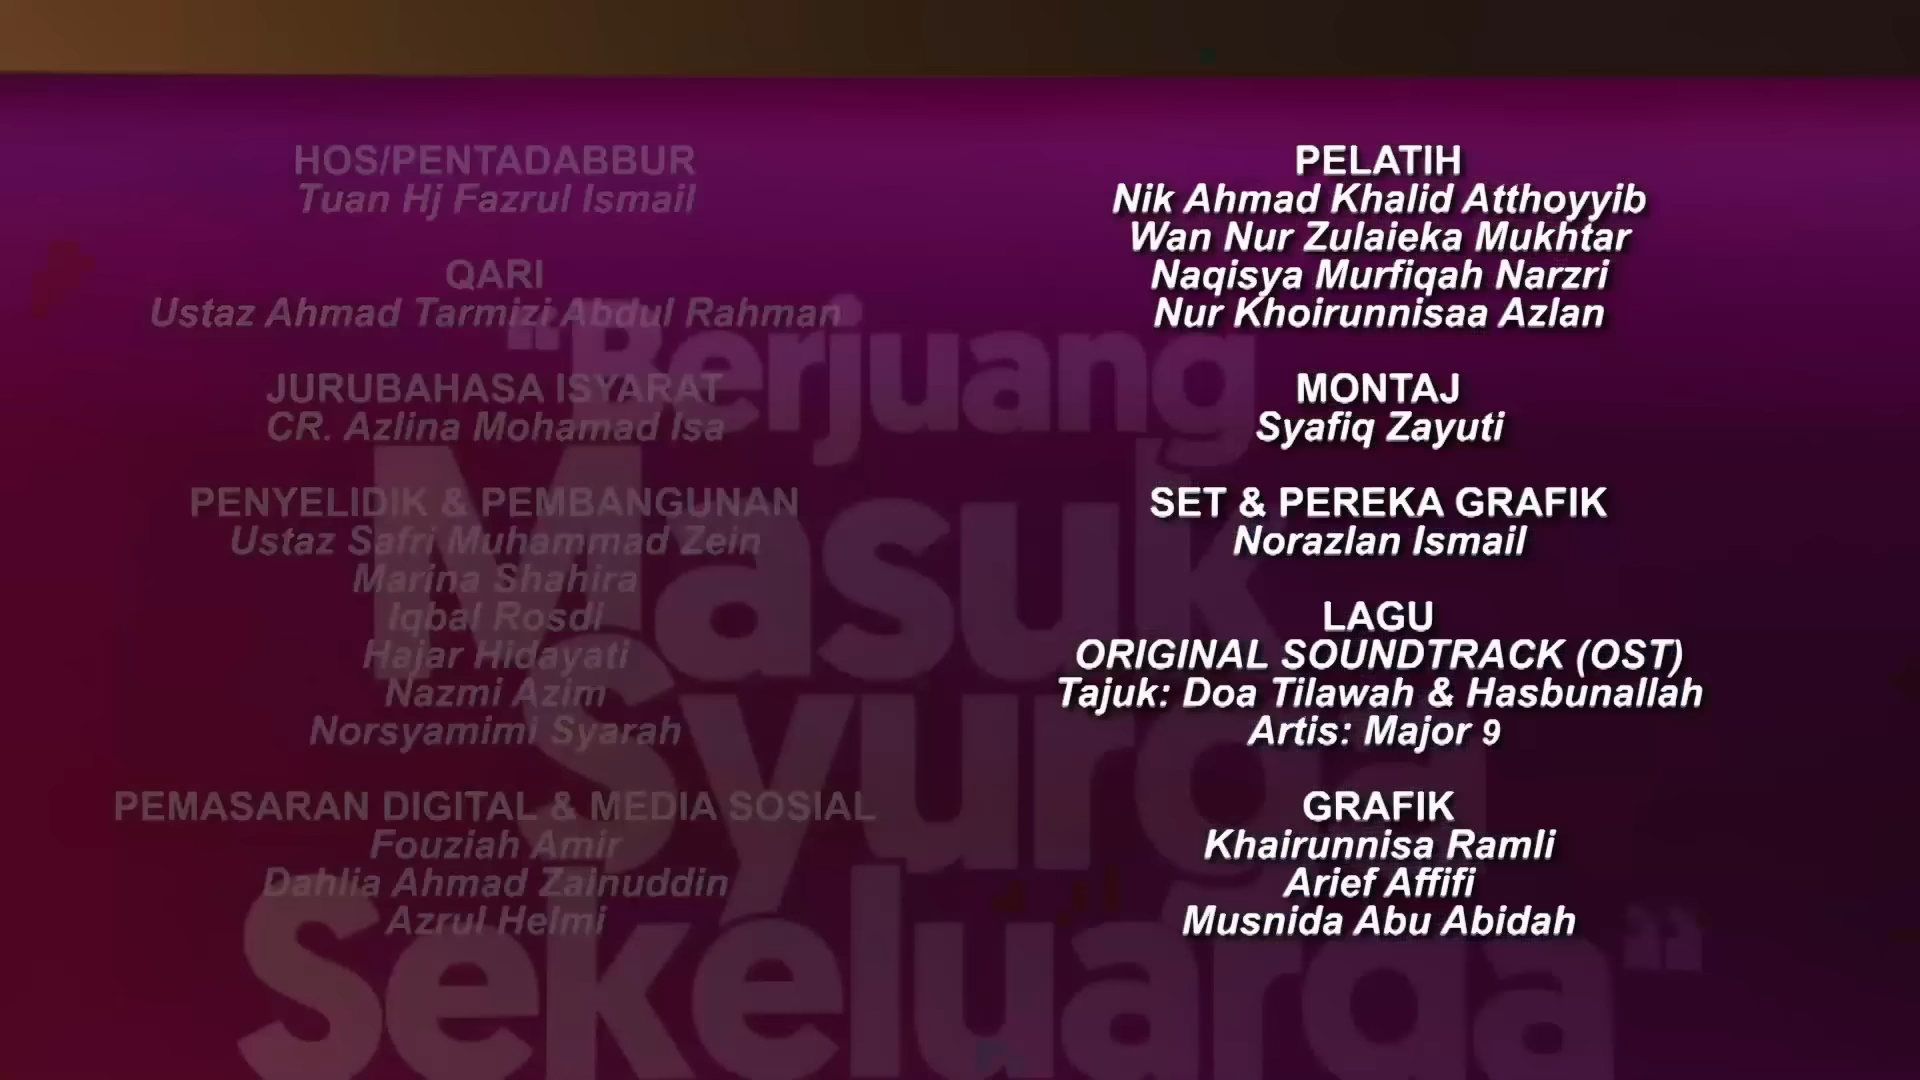 HOS/PENTADABBUR
Tuan Hj Fazrul Ismail
QARI
Ustaz Ahmad Tarmizi Abdul Rahman
JURUBAHASA ISYARAT
CR. Azlina Mohamad Isa
PENYELIDIK & PEMBANGUNAN
Ustaz Safri Muhammad Zein
Marina Shahira
Iqbal Rosdi
Hajar Hidayati
Nazmi Azim
Norsyamimi Syarah
PEMASARAN DIGITAL & MEDIA SOSIAL
Fouziah Amir
Dahlia Ahmad Zainuddin
Azrul Helmi
PELATIH
Nik Ahmad Khalid Atthoyyib
Wan Nur Zulaieka Mukhtar
Naqisya Murfiqah Narzri
Nur Khoirunnisaa Azlan
MONTAJ
Syafiq Zayuti
SET & PEREKA GRAFIK
Norazlan Ismail
LAGU
ORIGINAL SOUNDTRACK (OST)
Tajuk: Doa Tilawah & Hasbunallah
Artis: Major 9
GRAFIK
Khairunnisa Ramli
Arief Affifi
Musnida Abu Abidah
“Berjuang
Masuk
Syurga
Sekeluarga“